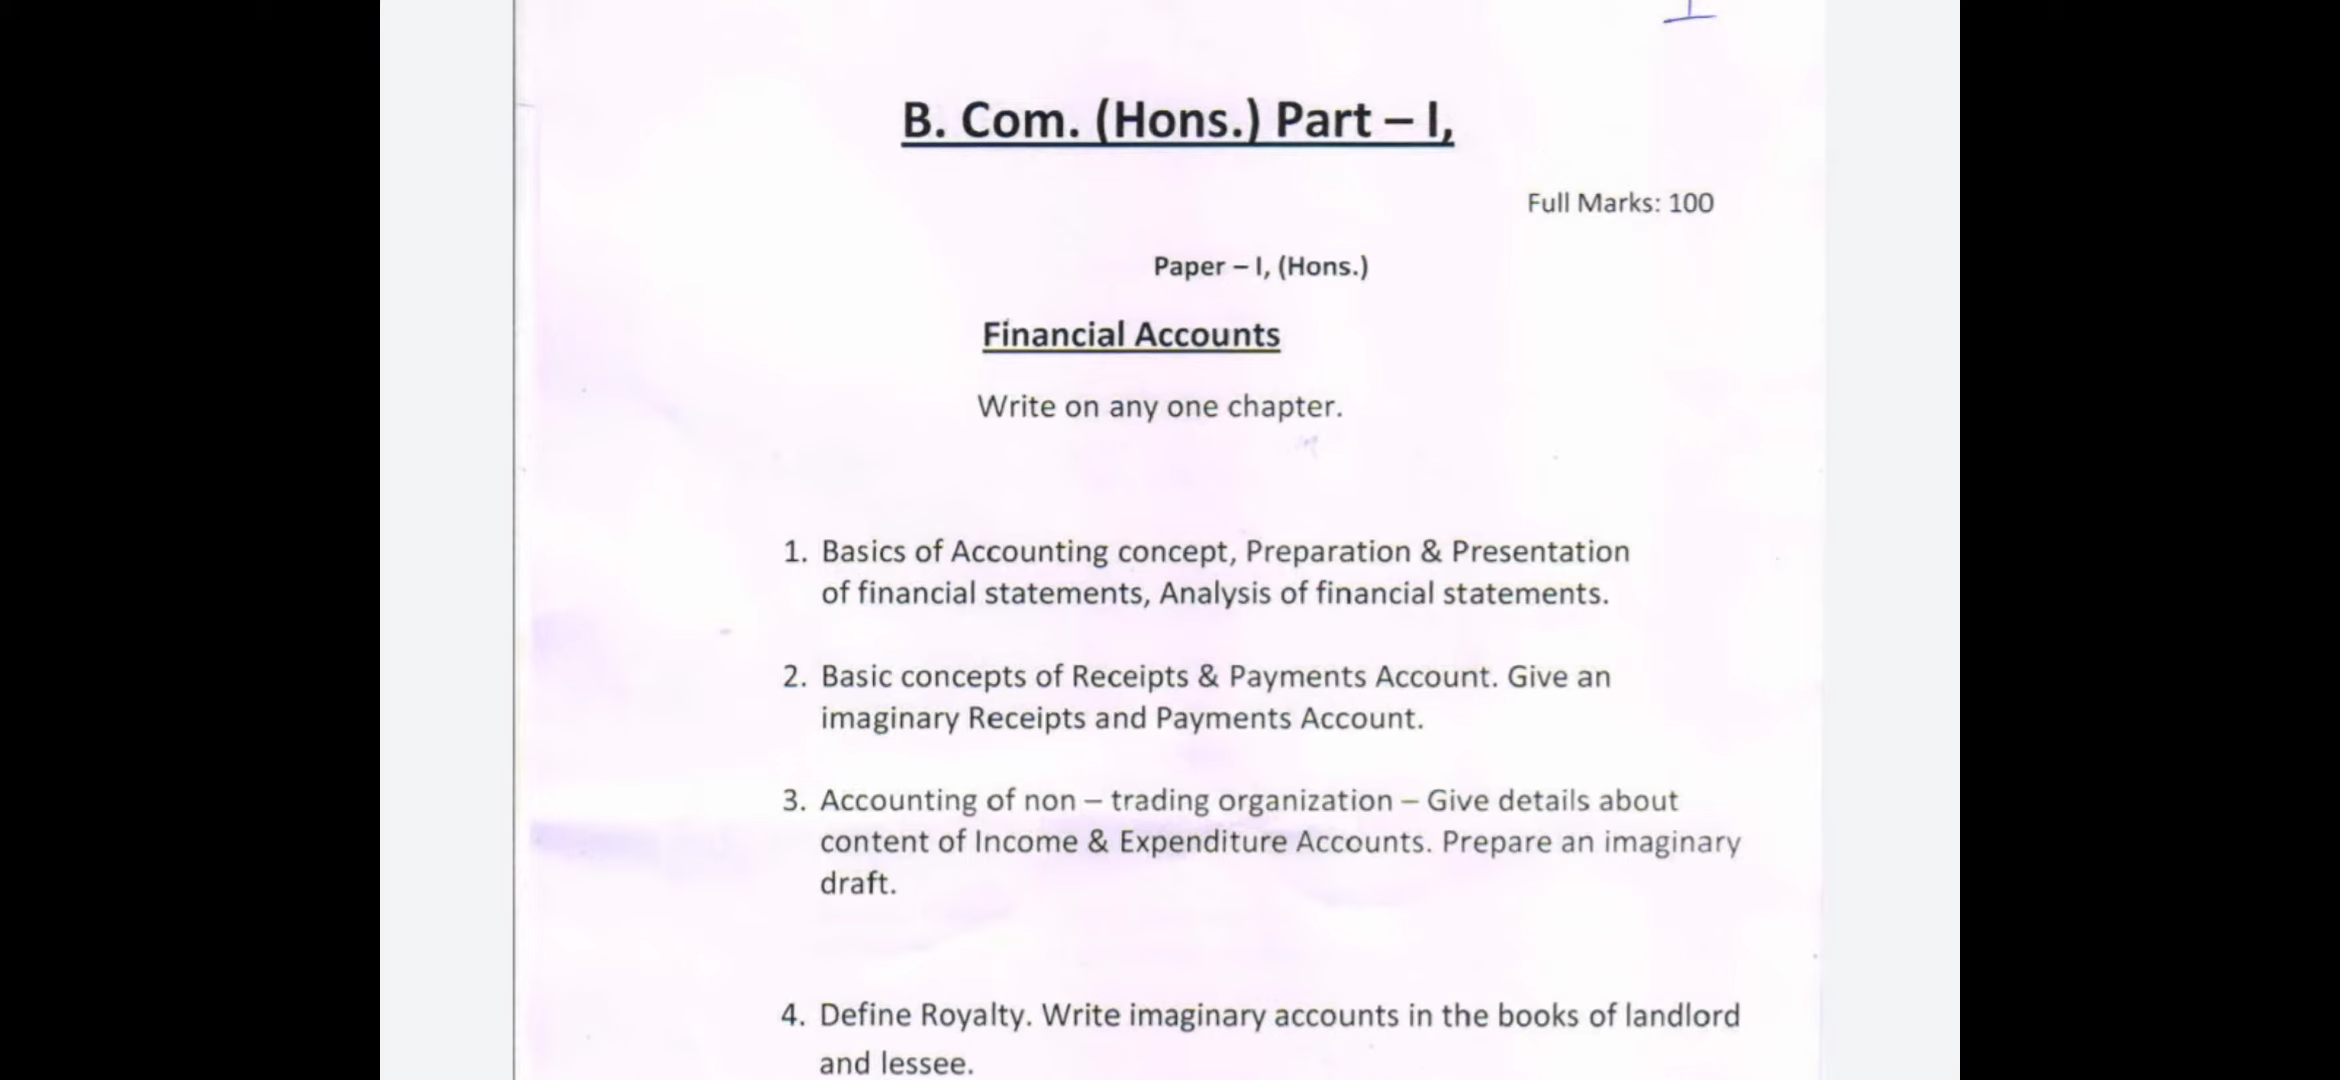 B. Com. (Hons.) Part – I,
Full Marks: 100
Paper – I, (Hons.)
Financial Accounts
Write on any one chapter.
1. Basics of Accounting concept, Preparation & Presentation
of financial statements, Analysis of financial statements.
2. Basic concepts of Receipts & Payments Account. Give an
imaginary Receipts and Payments Account.
3. Accounting of non – trading organization – Give details about
content of Income & Expenditure Accounts. Prepare an imaginary
draft.
4. Define Royalty. Write imaginary accounts in the books of landlord
and lessee.